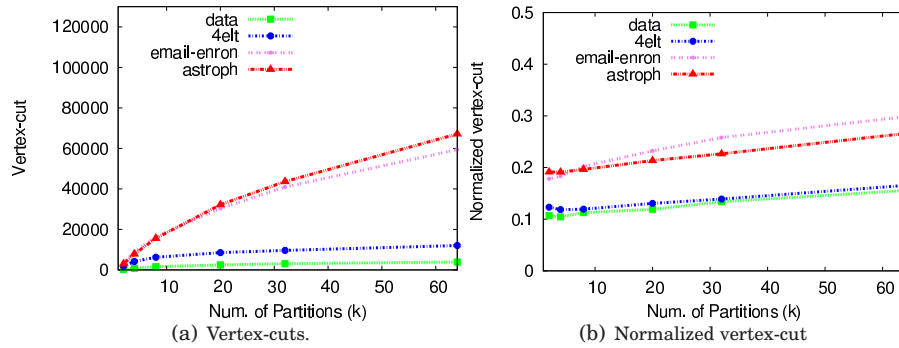 data
4elt
email-enron
astroph
120000
100000
80000
60000
40000
20000
0
Vertex-cut
10 20 30 40 50 60
Num. of Partitions (k)
(a) Vertex-cuts.
data
4elt
email-enron
astroph
0.5
0.4
0.3
0.2
0.1
0
Normalized vertex-cut
10 20 30 40 50 60
Num. of Partitions (k)
(b) Normalized vertex-cut